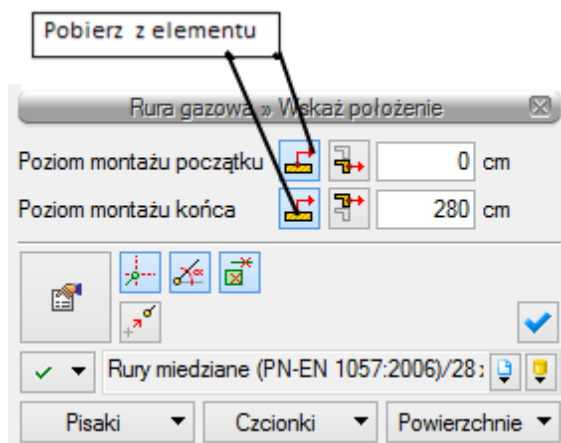 Pobierz z elementu
Rura gazowa » Wskaż położenie
Poziom montażu początku 0 cm
Poziom montażu końca 280 cm
Rury miedziane (PN-EN 1057:2006)/28
Pisaki Czcionki Powierzchnie